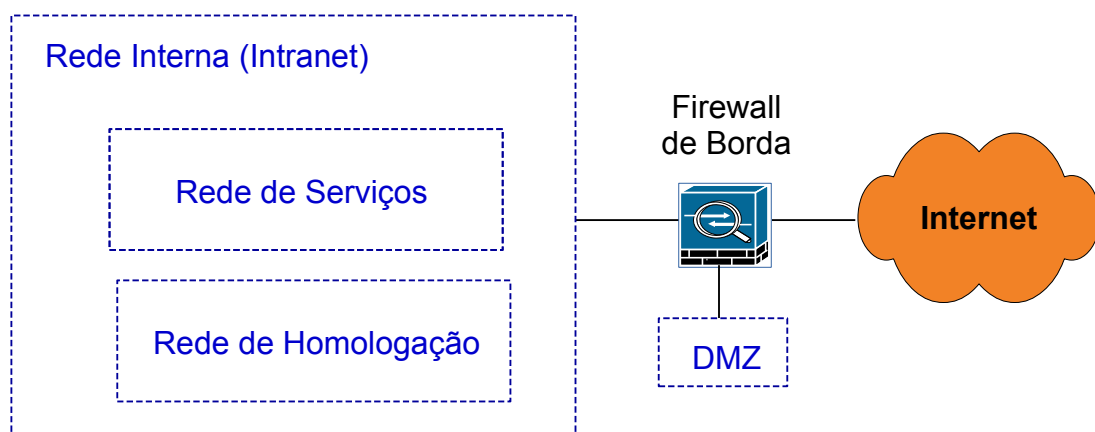 Rede Interna (Intranet)
Rede de Serviços
Rede de Homologação
Firewall
de Borda
DMZ
Internet